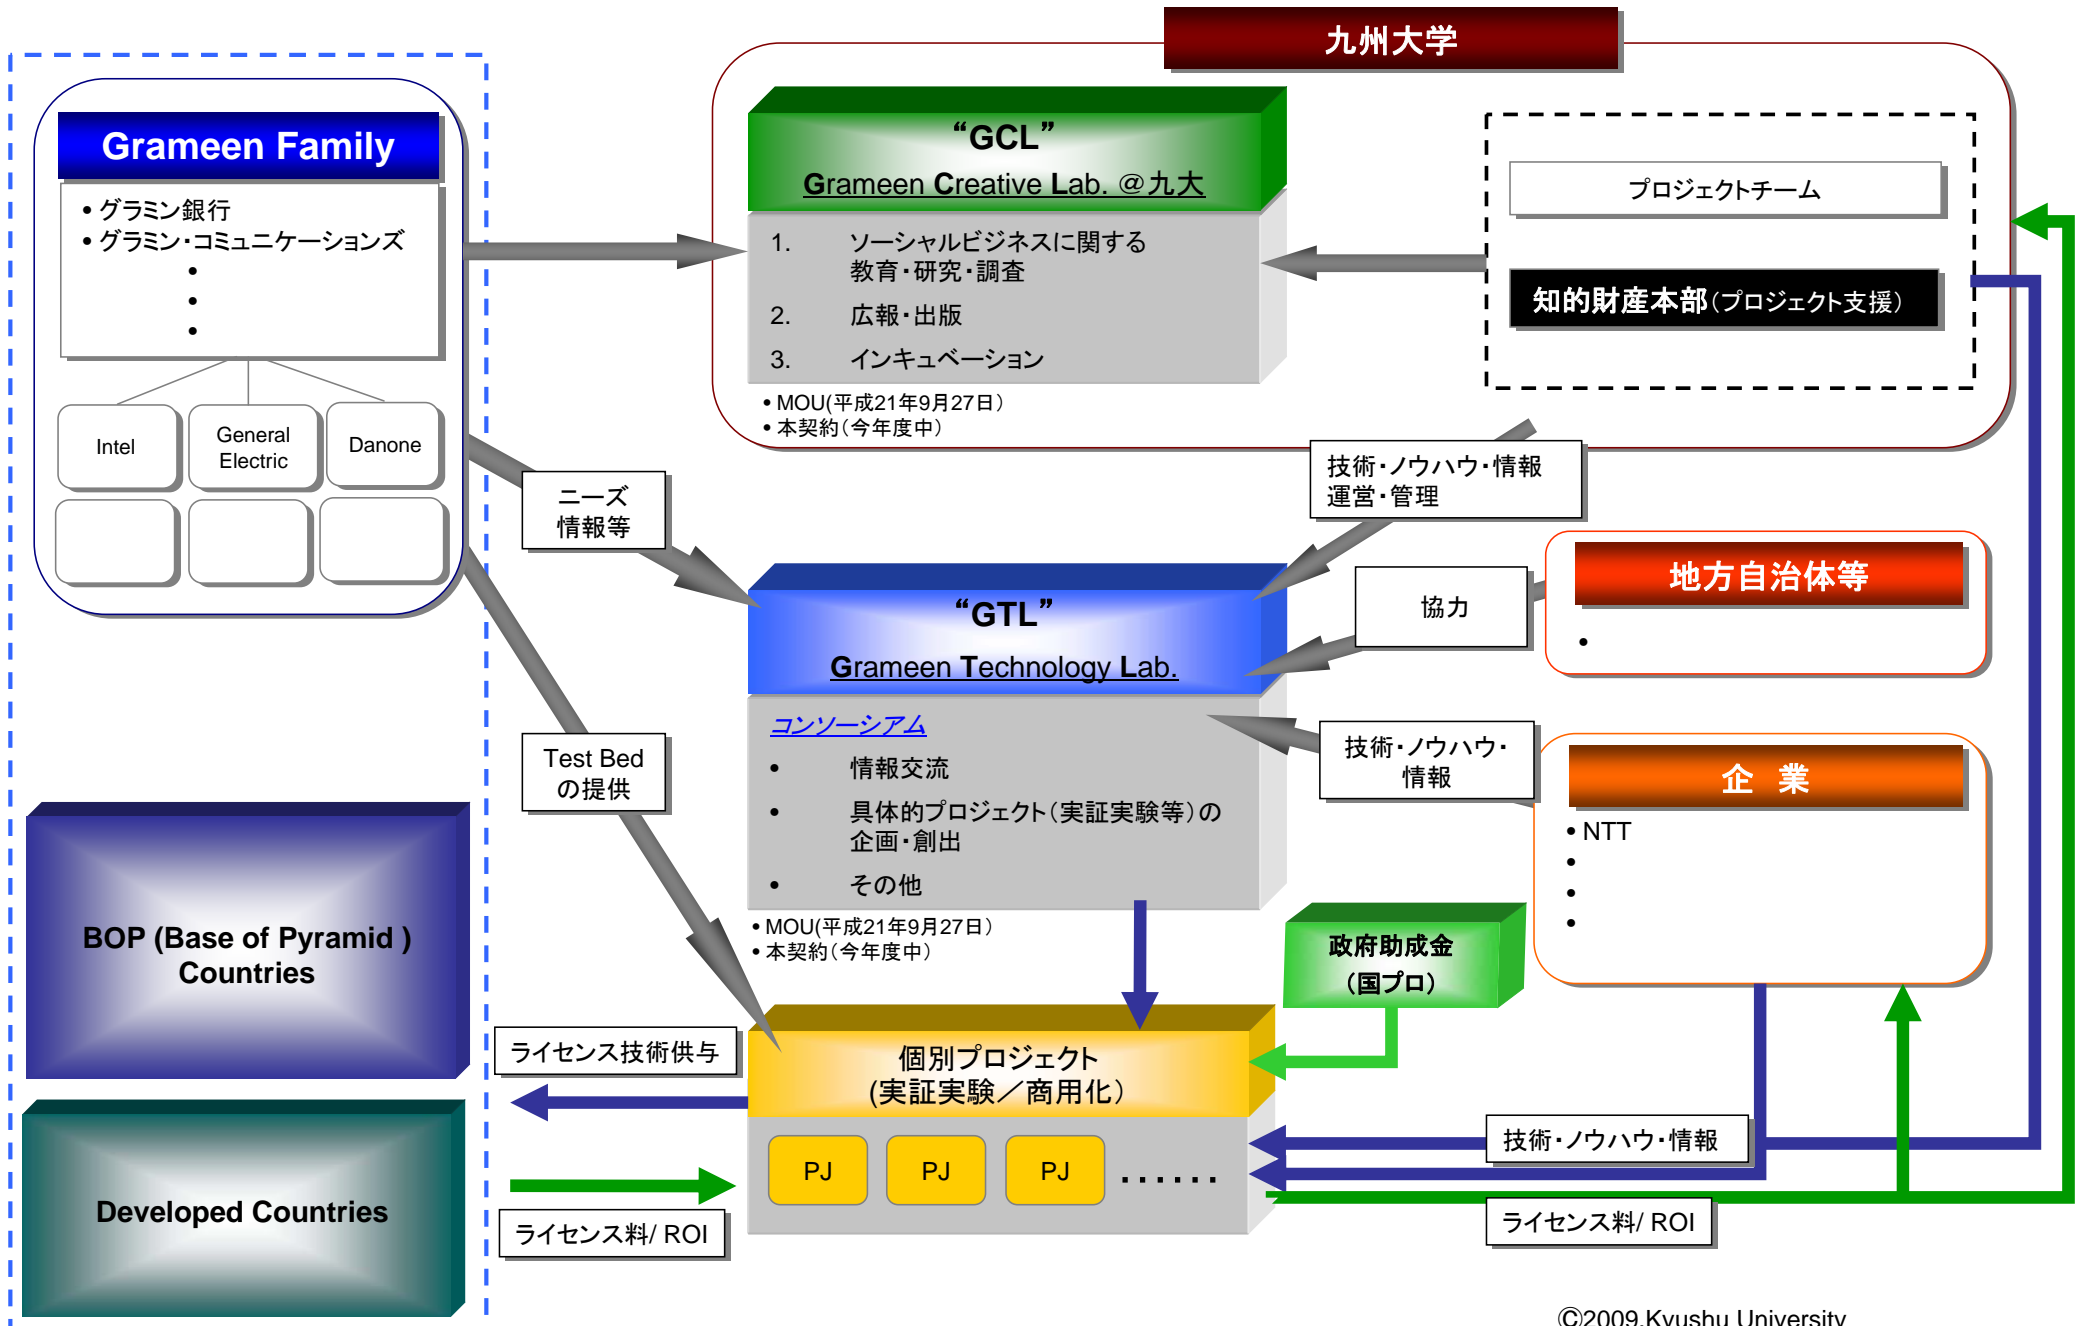 九州大学
Grameen Family
• グラミン銀行
• グラミン・コミュニケーションズ
•
•
•
Intel
General
Electric
Danone
“GCL”
Grameen Creative Lab. @九大
1. ソーシャルビジネスに関する
教育・研究・調査
2. 広報・出版
3. インキュベーション
• MOU(平成21年9月27日)
• 本契約(今年度中)
プロジェクトチーム
知的財産本部(プロジェクト支援)
ニーズ
情報等
技術・ノウハウ・情報
運営・管理
“GTL”
Grameen Technology Lab.
コンソーシアム
• 情報交流
• 具体的プロジェクト(実証実験等)の
企画・創出
• その他
• MOU(平成21年9月27日)
• 本契約(今年度中)
協力
地方自治体等
•
技術・ノウハウ・
情報
企 業
• NTT
•
•
•
Test Bed
の提供
BOP (Base of Pyramid )
Countries
Developed Countries
政府助成金
(国プロ)
ライセンス技術供与
個別プロジェクト
(実証実験/商用化)
PJ
PJ
PJ
・・・・・・
ライセンス料/ ROI
技術・ノウハウ・情報
ライセンス料/ ROI
©2009.Kyushu University